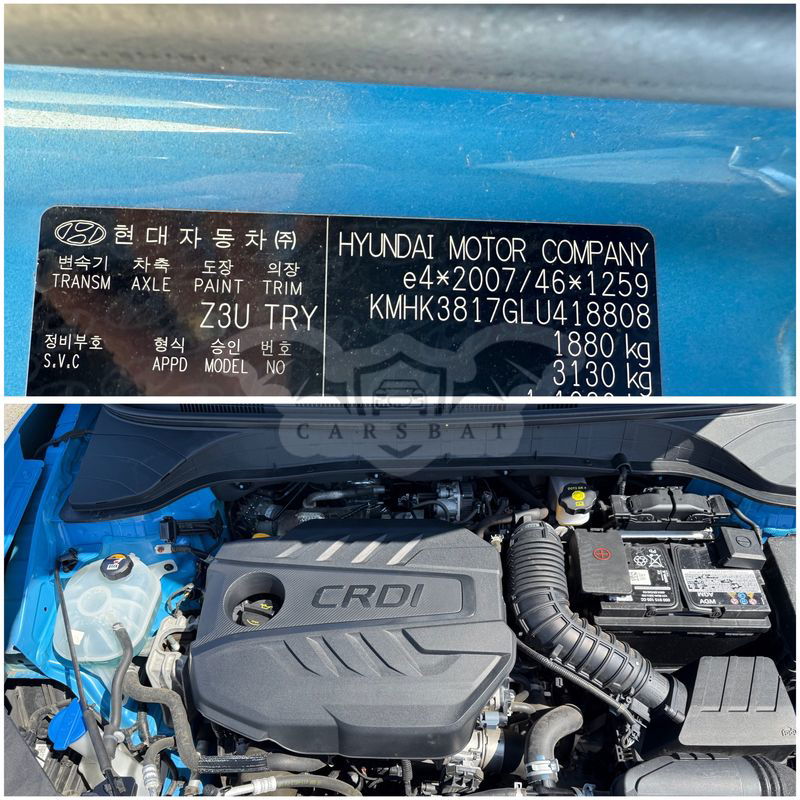 현대자동차㈜
변속기 차축 도장 의장
TRANSM AXLE PAINT TRIM
Z3U TRY
정비부호 형식 승인 번호
S.V.C APPD MODEL NO
HYUNDAI MOTOR COMPANY
e4*2007/46*1259
KMHK3817GLU418808
1880 kg
3130 kg
CARSBAT
CRDI
AGM